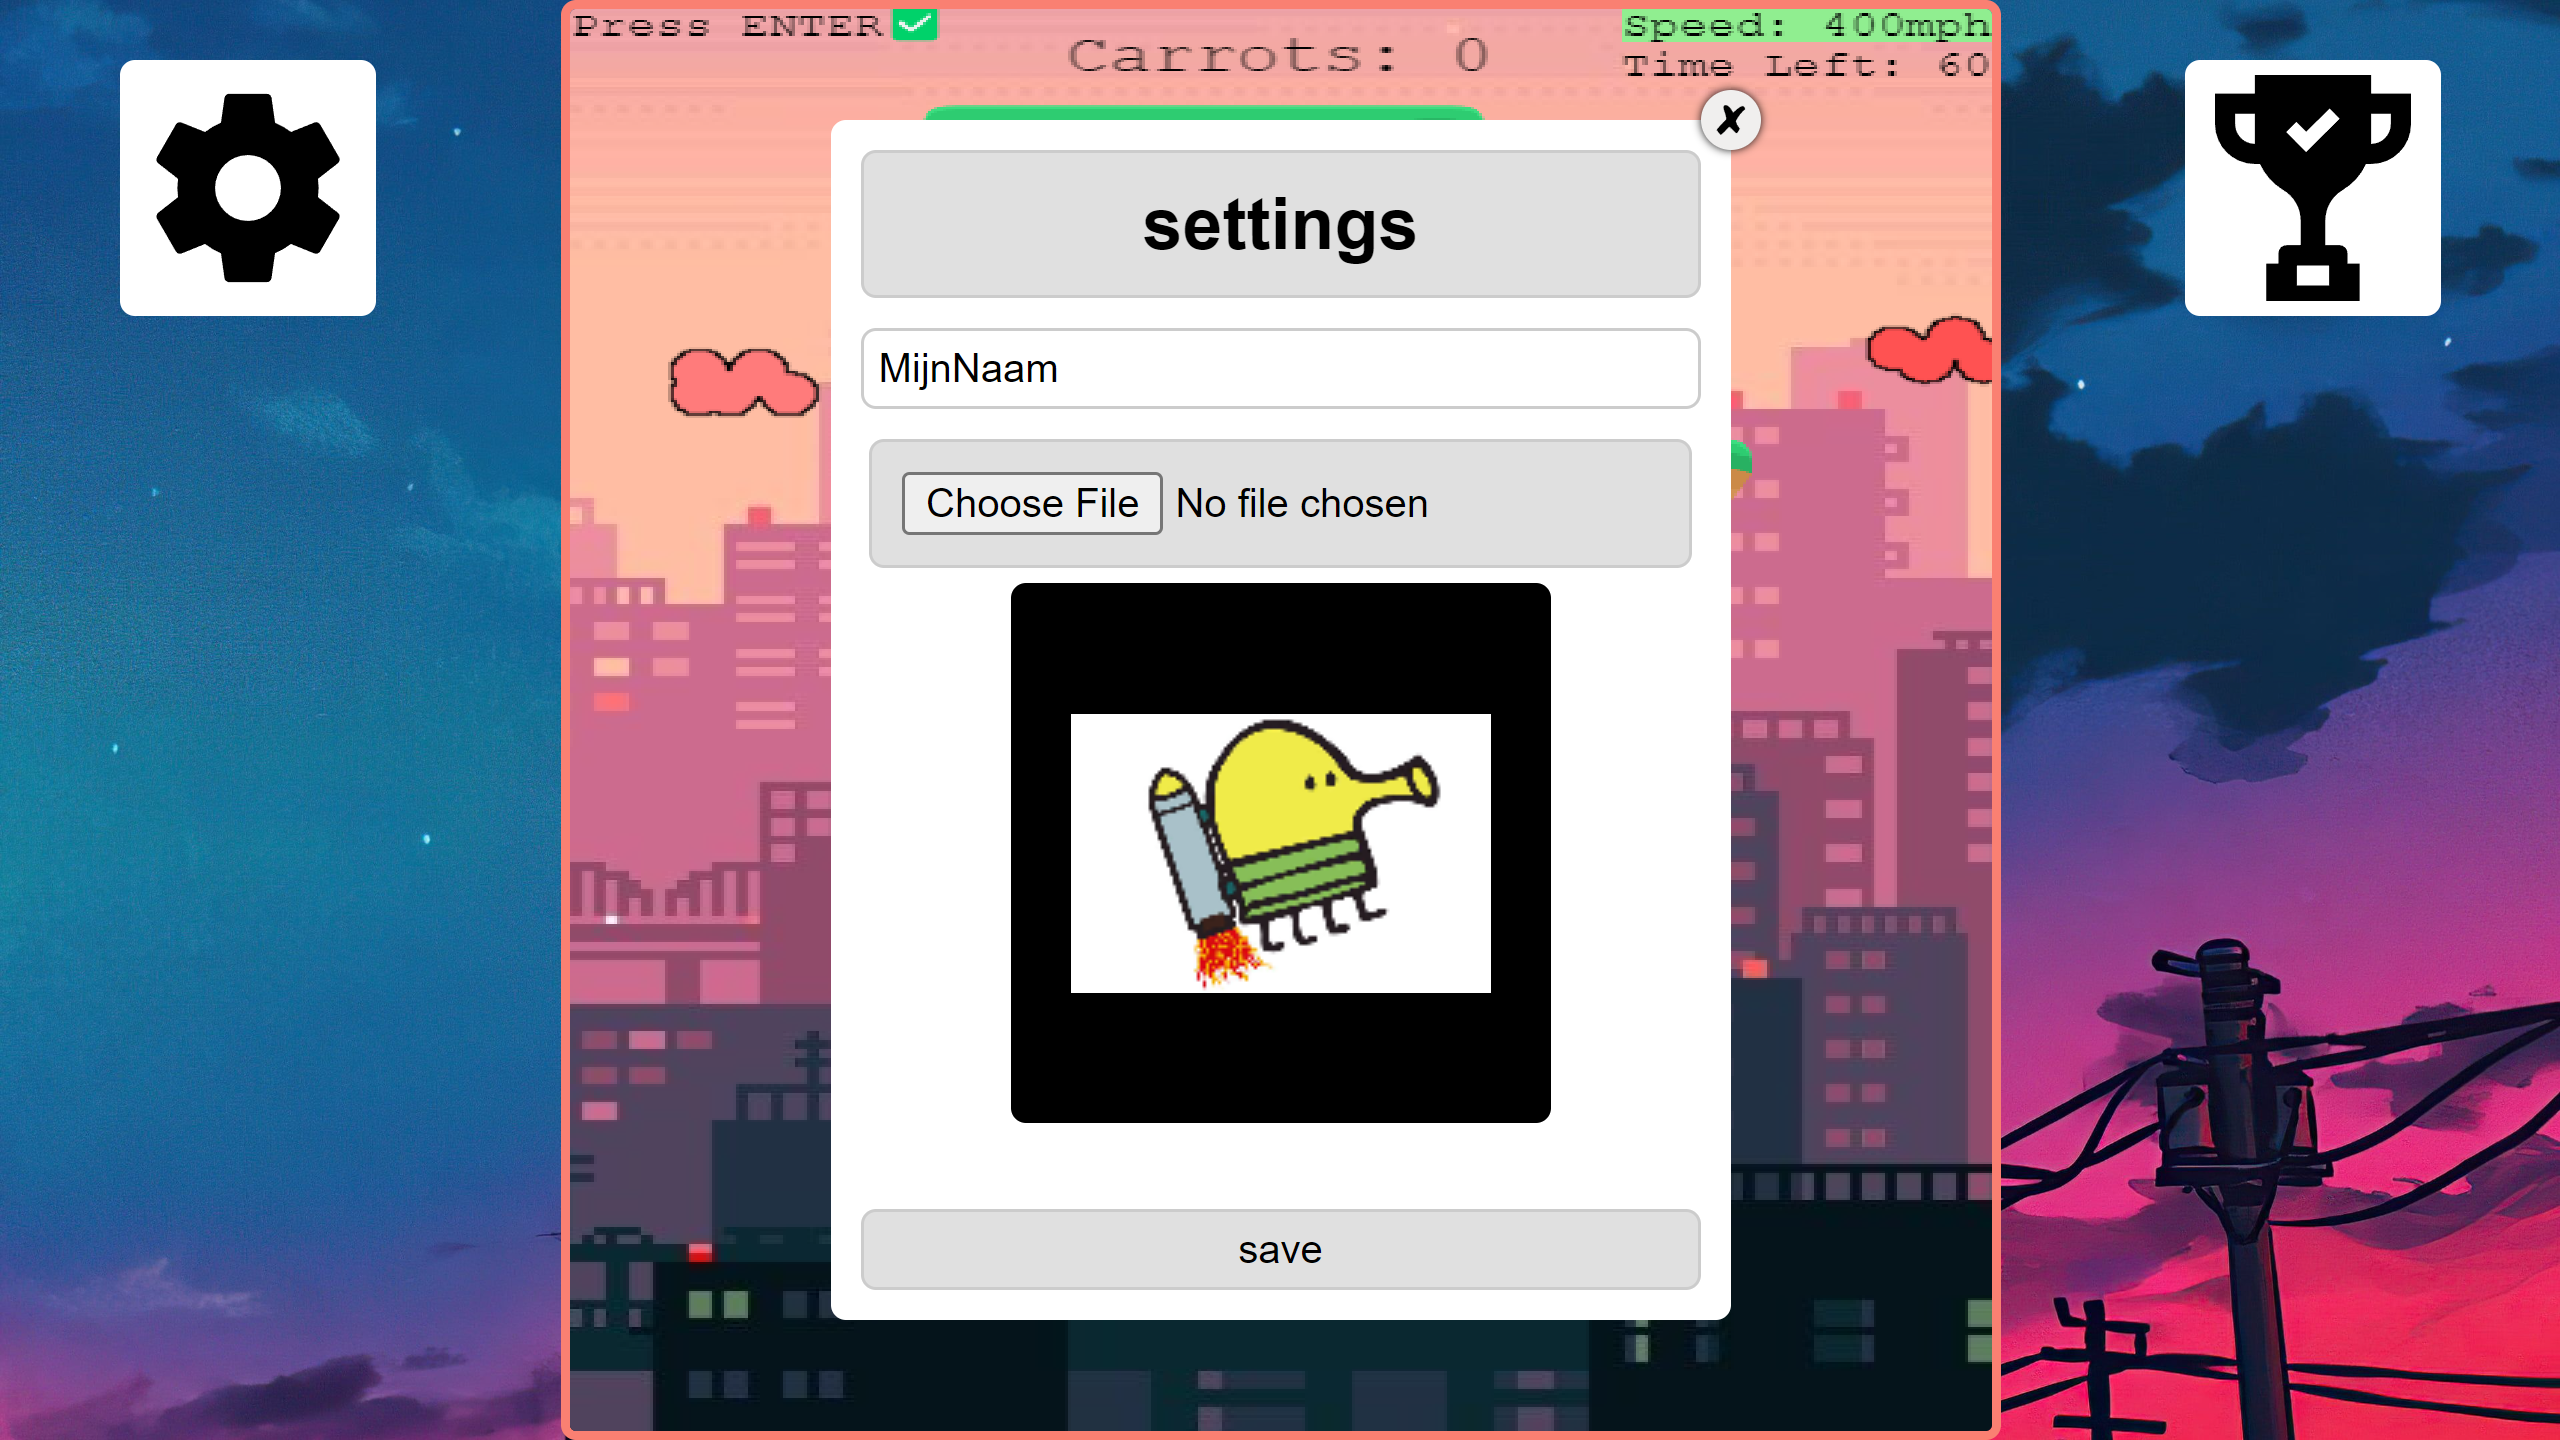 Press ENTER
Carrots: 0
Speed: 400mph
Time Left: 60
settings
MijnNaam
Choose File No file chosen
save